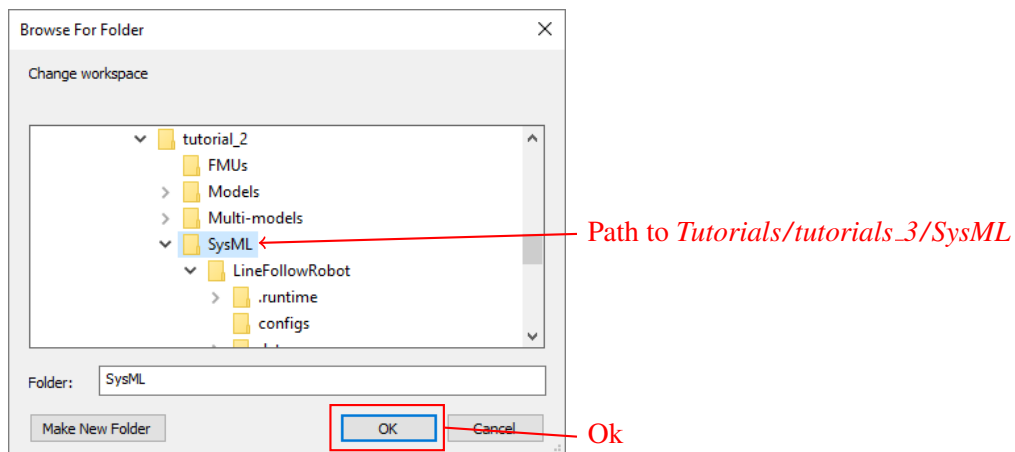 Browse For Folder
Change workspace
tutorial_2
FMUs
Models
Multi-models
SysML
Path to Tutorials/tutorials_3/SysML
LineFollowRobot
.runtime
configs
Folder: SysML
Make New Folder OK Cancel
Ok